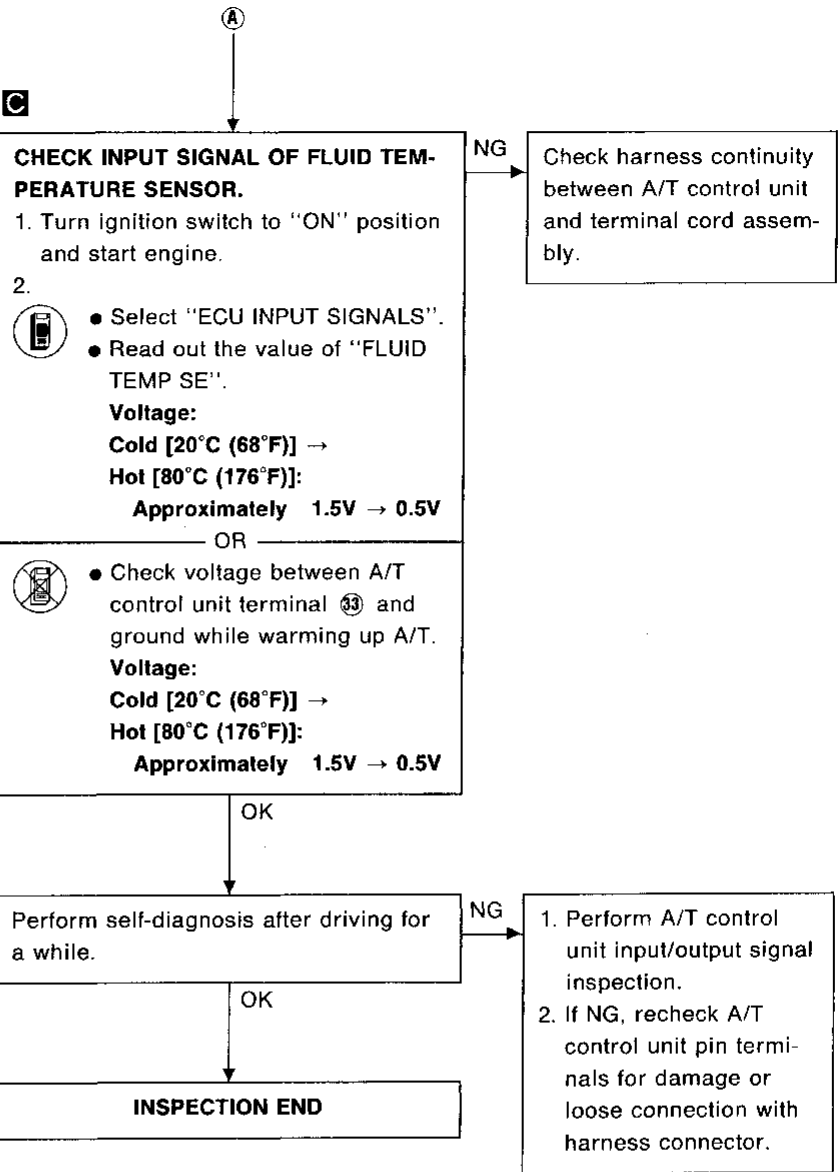 Ⓐ
C
CHECK INPUT SIGNAL OF FLUID TEM-
PERATURE SENSOR.
1. Turn ignition switch to "ON" position
and start engine.
2.
● Select "ECU INPUT SIGNALS".
● Read out the value of "FLUID
TEMP SE".
Voltage:
Cold [20°C (68°F)] →
Hot [80°C (176°F)]:
Approximately 1.5V → 0.5V
OR
● Check voltage between A/T
control unit terminal ㉝ and
ground while warming up A/T.
Voltage:
Cold [20°C (68°F)] →
Hot [80°C (176°F)]:
Approximately 1.5V → 0.5V
NG
Check harness continuity
between A/T control unit
and terminal cord assem-
bly.
OK
Perform self-diagnosis after driving for
a while.
NG
1. Perform A/T control
unit input/output signal
inspection.
2. If NG, recheck A/T
control unit pin termi-
nals for damage or
loose connection with
harness connector.
OK
INSPECTION END